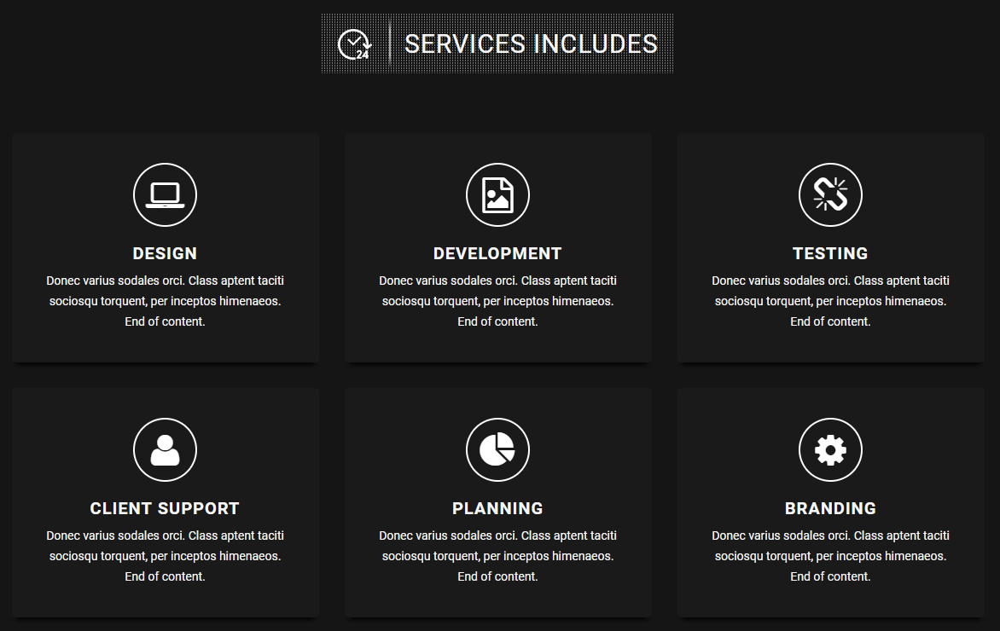 24
SERVICES INCLUDES
DESIGN
Donec varius sodales orci. Class aptent taciti
sociosqu torquent, per inceptos himenaeos.
End of content.
DEVELOPMENT
Donec varius sodales orci. Class aptent taciti
sociosqu torquent, per inceptos himenaeos.
End of content.
TESTING
Donec varius sodales orci. Class aptent taciti
sociosqu torquent, per inceptos himenaeos.
End of content.
CLIENT SUPPORT
Donec varius sodales orci. Class aptent taciti
sociosqu torquent, per inceptos himenaeos.
End of content.
PLANNING
Donec varius sodales orci. Class aptent taciti
sociosqu torquent, per inceptos himenaeos.
End of content.
BRANDING
Donec varius sodales orci. Class aptent taciti
sociosqu torquent, per inceptos himenaeos.
End of content.